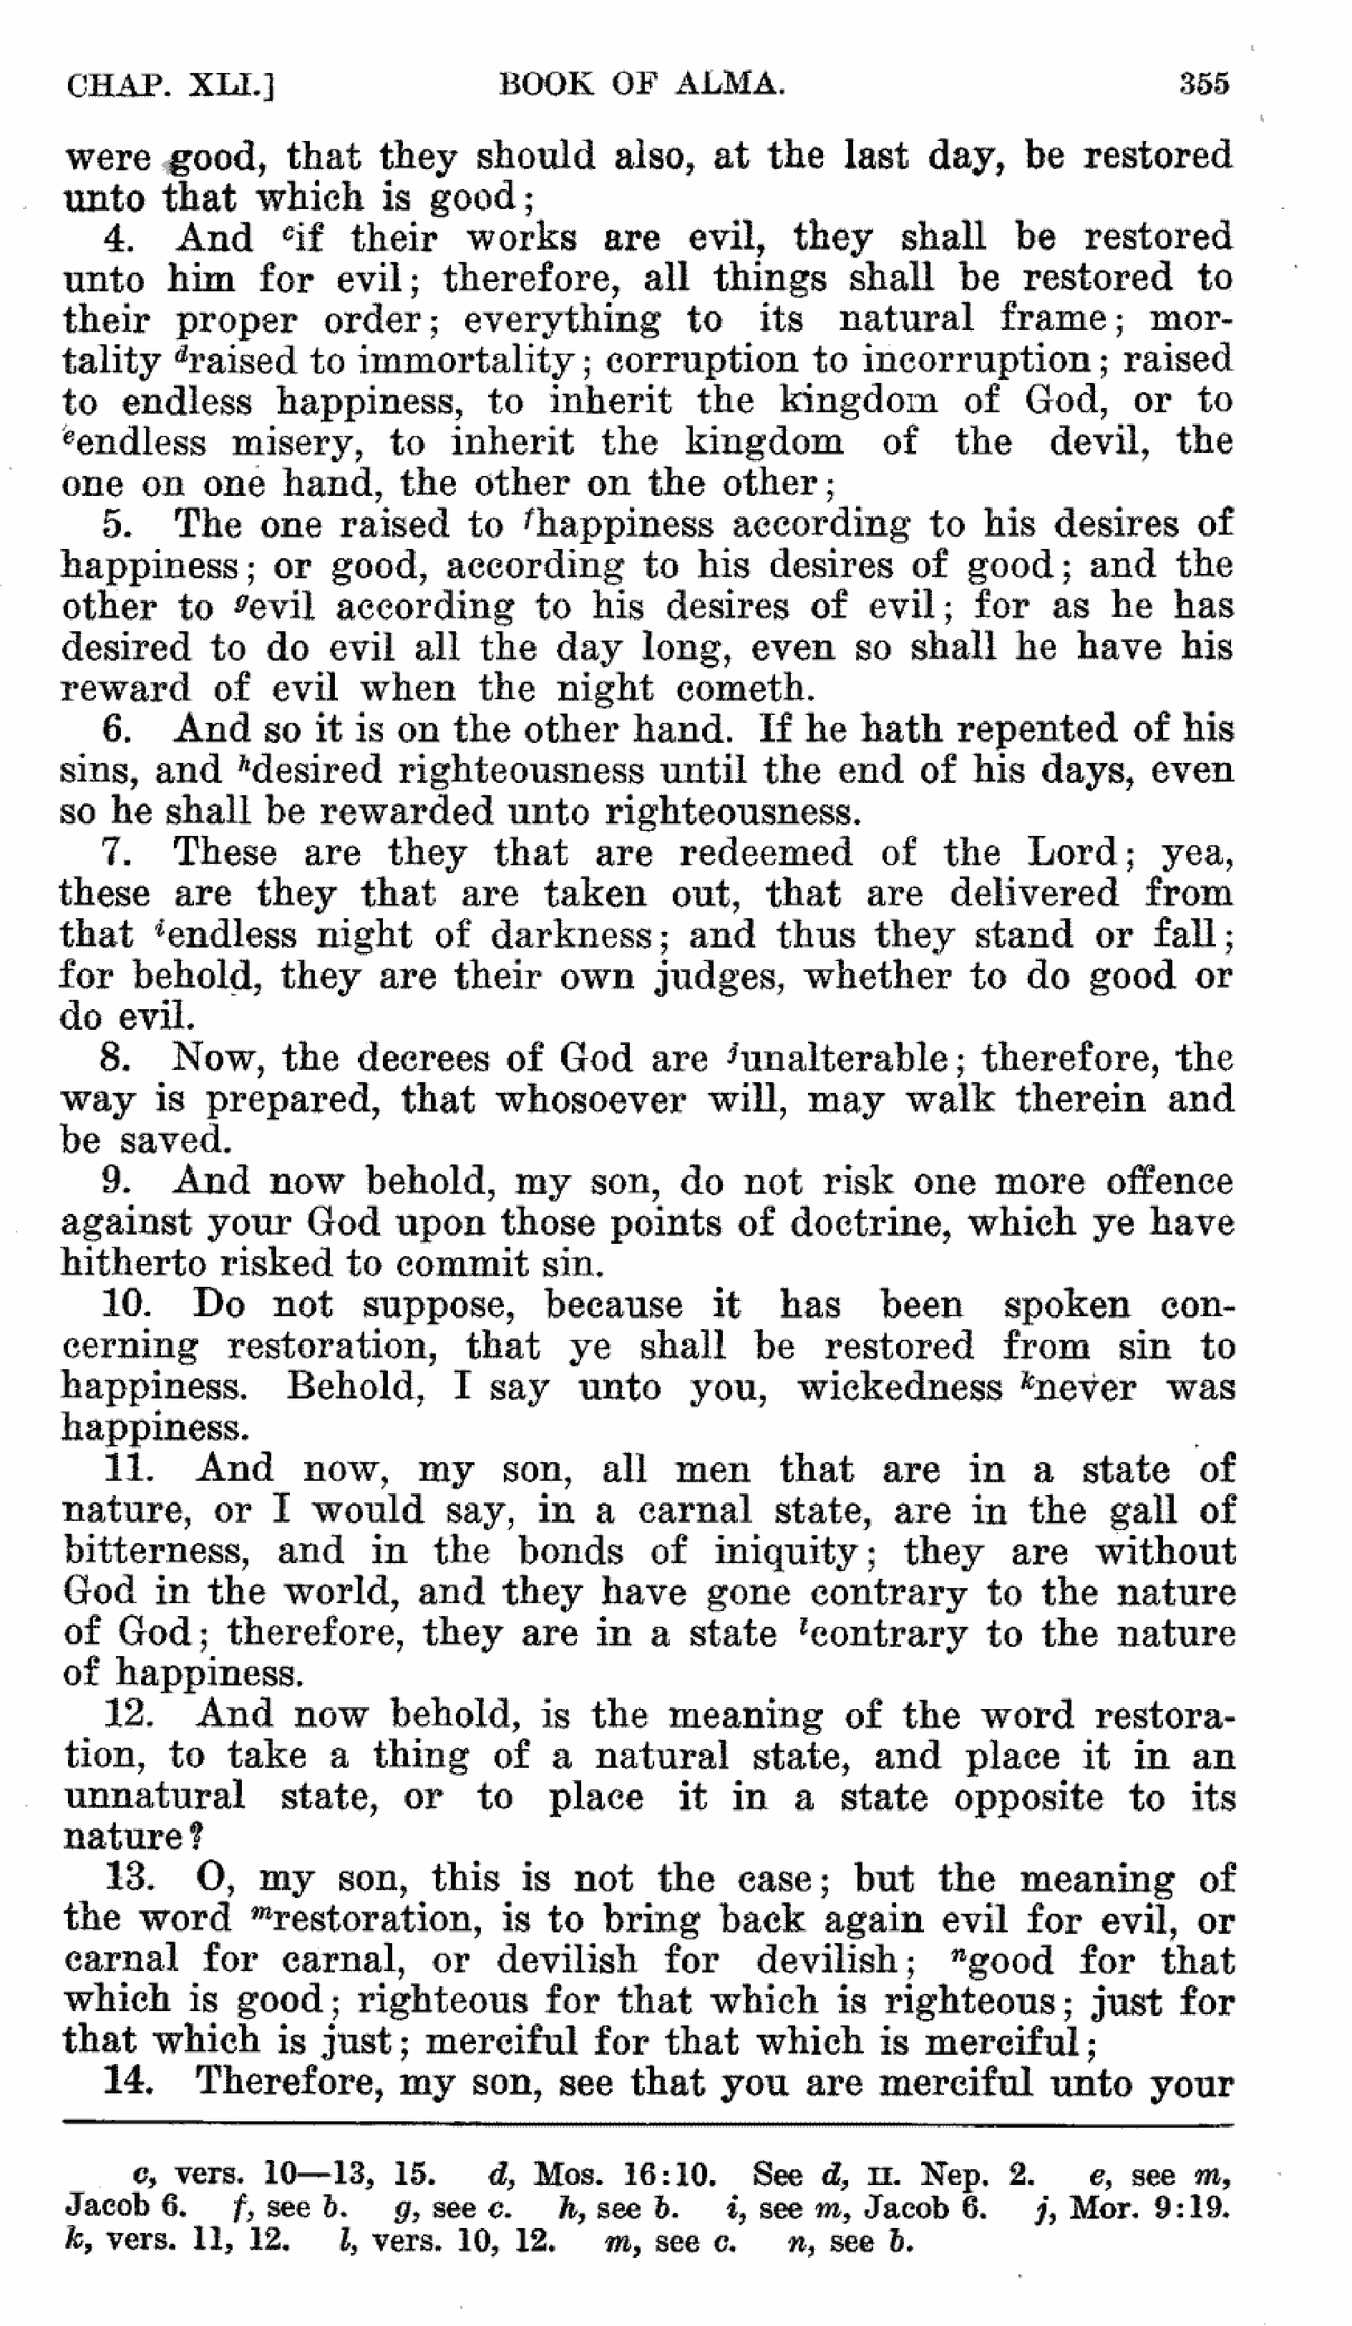 CHAP. XLI.] BOOK OF ALMA. 355
were good, that they should also, at the last day, be restored
unto that which is good;
4. And cif their works are evil, they shall be restored
unto him for evil; therefore, all things shall be restored to
their proper order; everything to its natural frame; mor-
tality draised to immortality; corruption to incorruption; raised
to endless happiness, to inherit the kingdom of God, or to
eendless misery, to inherit the kingdom of the devil, the
one on one hand, the other on the other;
5. The one raised to fhappiness according to his desires of
happiness; or good, according to his desires of good; and the
other to gevil according to his desires of evil; for as he has
desired to do evil all the day long, even so shall he have his
reward of evil when the night cometh.
6. And so it is on the other hand. If he hath repented of his
sins, and hdesired righteousness until the end of his days, even
so he shall be rewarded unto righteousness.
7. These are they that are redeemed of the Lord; yea,
these are they that are taken out, that are delivered from
that iendless night of darkness; and thus they stand or fall;
for behold, they are their own judges, whether to do good or
do evil.
8. Now, the decrees of God are junalterable; therefore, the
way is prepared, that whosoever will, may walk therein and
be saved.
9. And now behold, my son, do not risk one more offence
against your God upon those points of doctrine, which ye have
hitherto risked to commit sin.
10. Do not suppose, because it has been spoken con-
cerning restoration, that ye shall be restored from sin to
happiness. Behold, I say unto you, wickedness knever was
happiness.
11. And now, my son, all men that are in a state of
nature, or I would say, in a carnal state, are in the gall of
bitterness, and in the bonds of iniquity; they are without
God in the world, and they have gone contrary to the nature
of God; therefore, they are in a state lcontrary to the nature
of happiness.
12. And now behold, is the meaning of the word restora-
tion, to take a thing of a natural state, and place it in an
unnatural state, or to place it in a state opposite to its
nature?
13. O, my son, this is not the case; but the meaning of
the word mrestoration, is to bring back again evil for evil, or
carnal for carnal, or devilish for devilish; ngood for that
which is good; righteous for that which is righteous; just for
that which is just; merciful for that which is merciful;
14. Therefore, my son, see that you are merciful unto your
c, vers. 10—13, 15. d, Mos. 16:10. See d, II. Nep. 2. e, see m,
Jacob 6. f, see b. g, see c. h, see b. i, see m, Jacob 6. j, Mor. 9:19.
k, vers. 11, 12. l, vers. 10, 12. m, see c. n, see b.